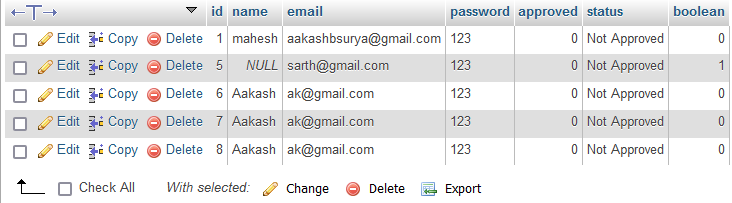 id name email password approved status boolean
Edit Copy Delete 1 mahesh aakashbsurya@gmail.com 123 0 Not Approved 0
Edit Copy Delete 5 NULL sarth@gmail.com 123 0 Not Approved 1
Edit Copy Delete 6 Aakash ak@gmail.com 123 0 Not Approved 0
Edit Copy Delete 7 Aakash ak@gmail.com 123 0 Not Approved 0
Edit Copy Delete 8 Aakash ak@gmail.com 123 0 Not Approved 0
Check All With selected: Change Delete Export